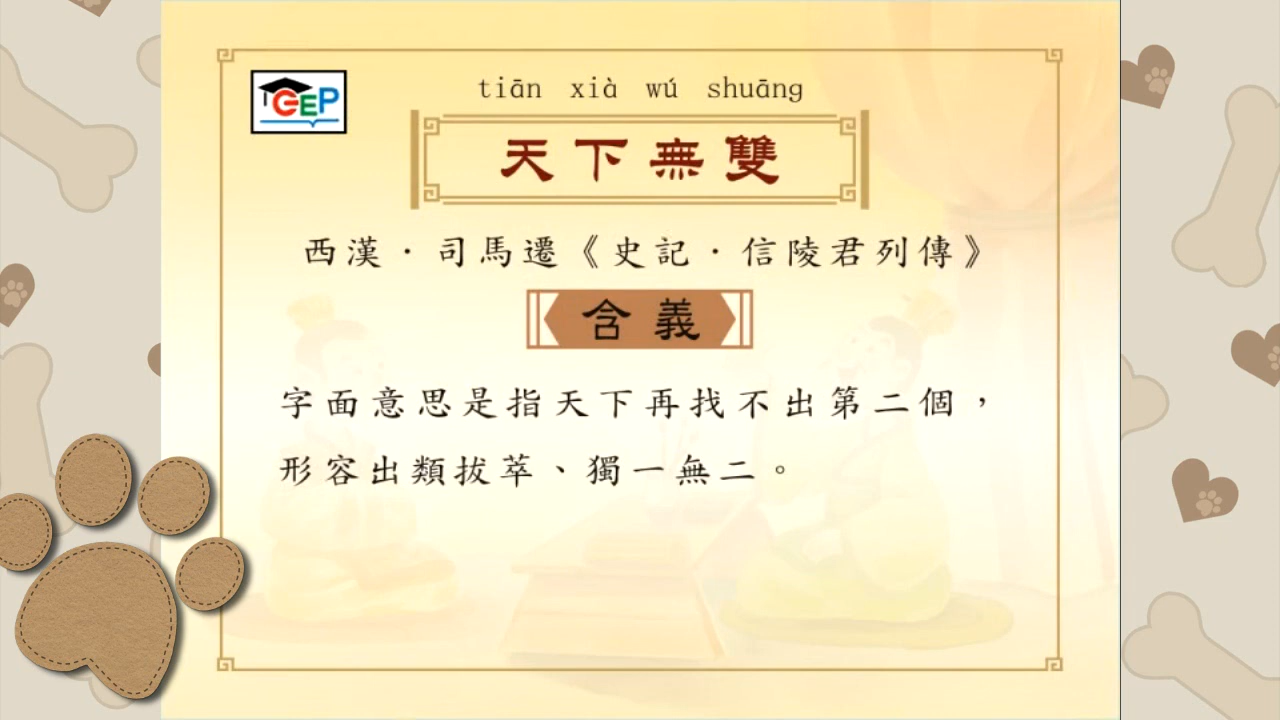 GEP
tiān xià wú shuāng
天下無雙
西漢·司馬遷《史記·信陵君列傳》
含義
字面意思是指天下再找不出第二個，
形容出類拔萃、獨一無二。